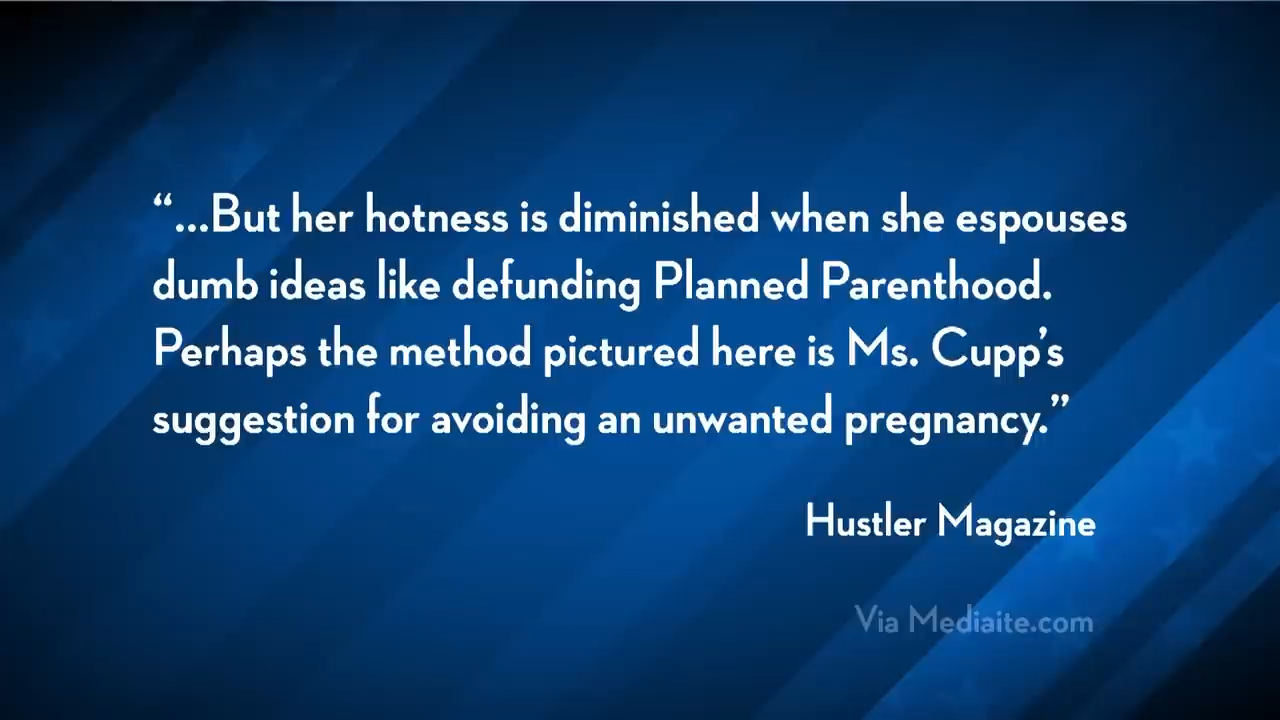 “...But her hotness is diminished when she espouses
dumb ideas like defunding Planned Parenthood.
Perhaps the method pictured here is Ms. Cupp’s
suggestion for avoiding an unwanted pregnancy.”
Hustler Magazine
Via Mediaite.com